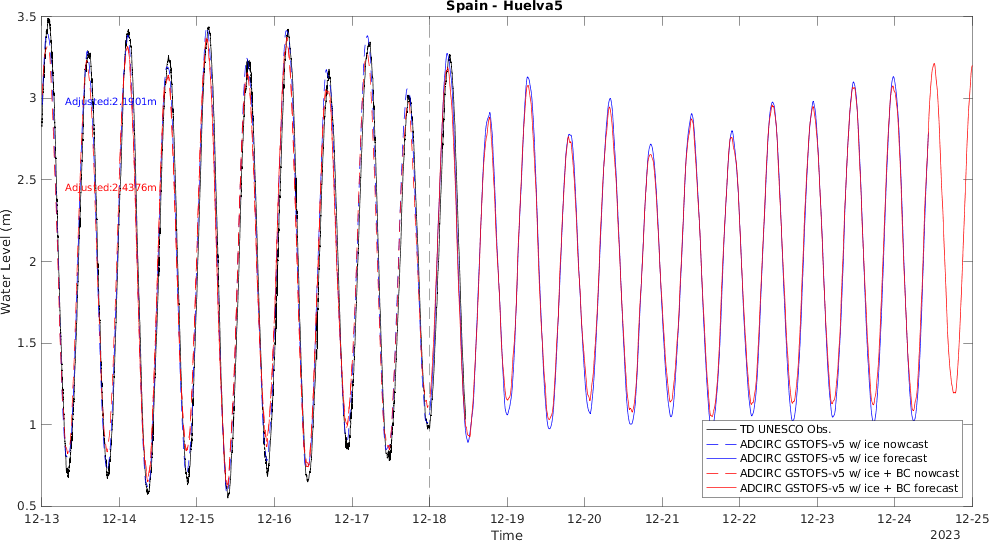 Spain - Huelva5
3.5
3
2.5
2
1.5
1
0.5
Water Level (m)
Adjusted:2.1901m
Adjusted:2.4376m
TD UNESCO Obs.
ADCIRC GSTOFS-v5 w/ ice nowcast
ADCIRC GSTOFS-v5 w/ ice forecast
ADCIRC GSTOFS-v5 w/ ice + BC nowcast
ADCIRC GSTOFS-v5 w/ ice + BC forecast
12-13 12-14 12-15 12-16 12-17 12-18 12-19 12-20 12-21 12-22 12-23 12-24 12-25
Time
2023